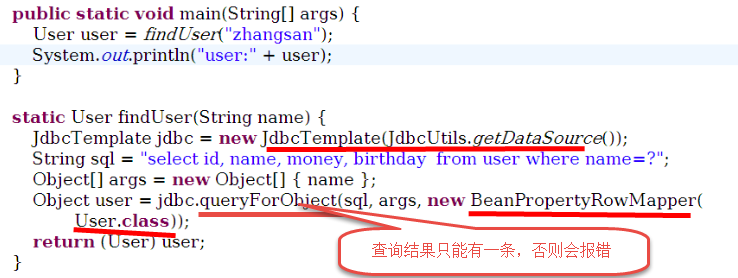 public static void main(String[] args) {
User user = findUser("zhangsan");
System.out.println("user:" + user);
}
static User findUser(String name) {
JdbcTemplate jdbc = new JdbcTemplate(JdbcUtils.getDataSource());
String sql = "select id, name, money, birthday  from user where name=?";
Object[] args = new Object[] { name };
Object user = jdbc.queryForObject(sql, args, new BeanPropertyRowMapper(
User.class));
return (User) user;
查询结果只能有一条，否则会报错
}